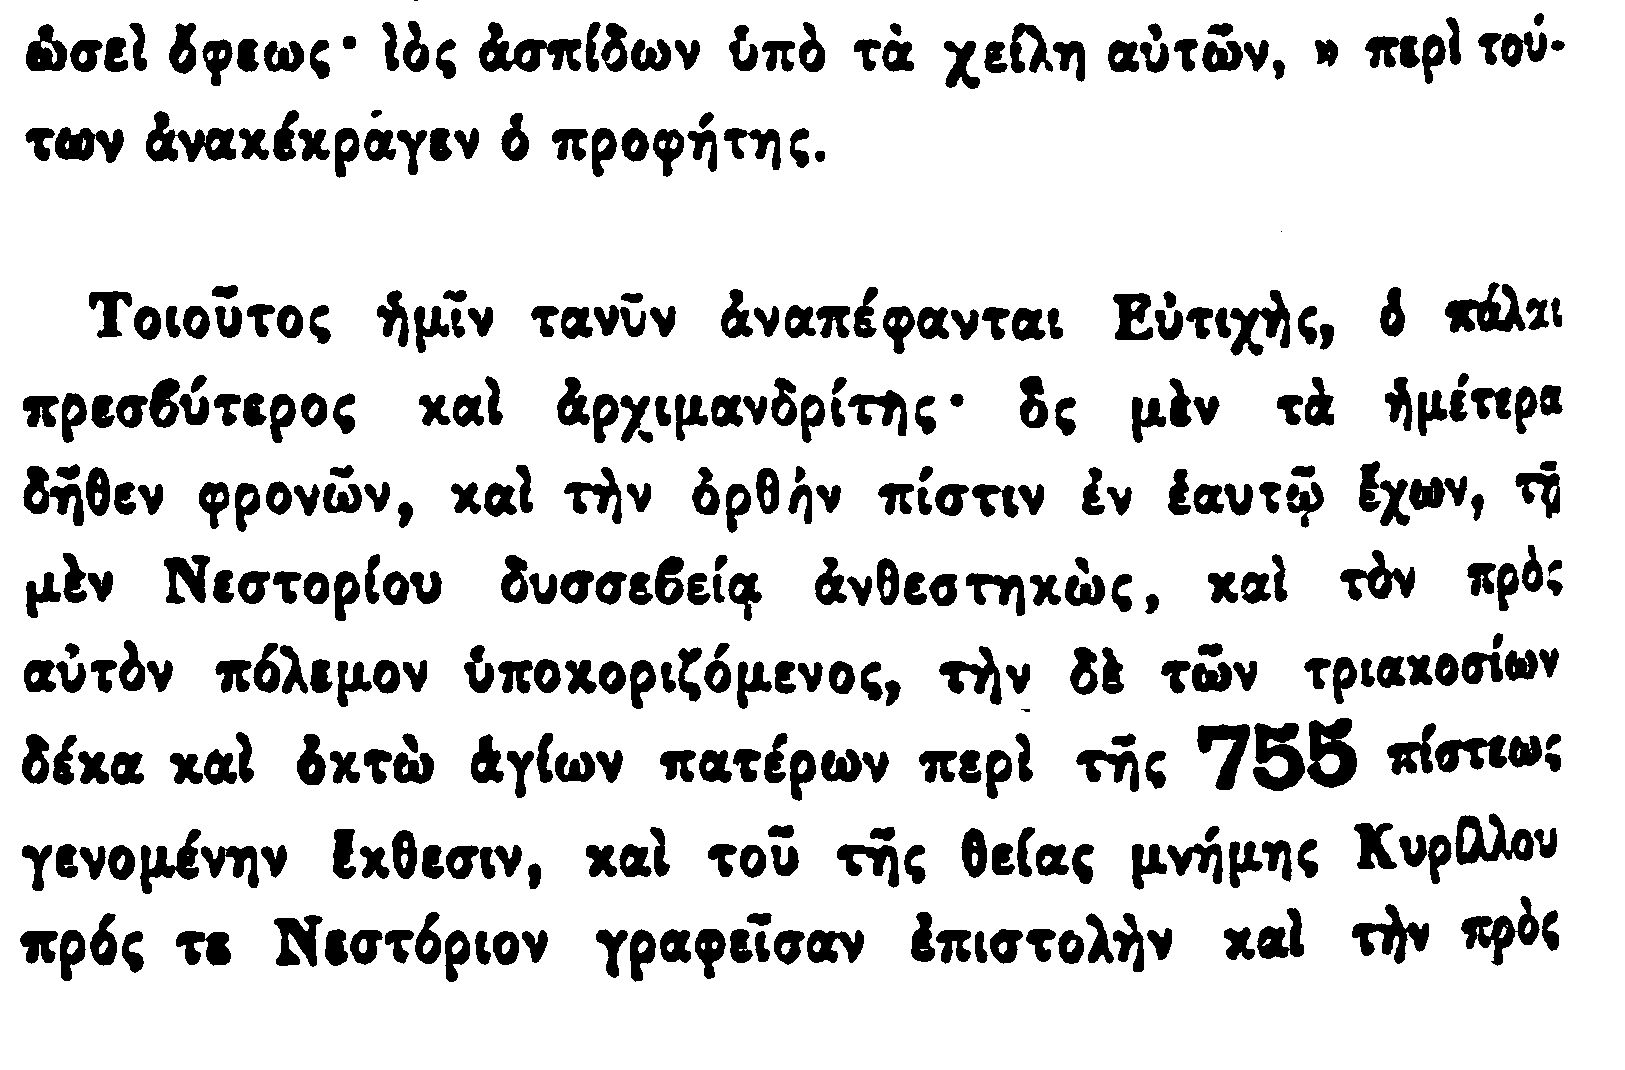 ὡσεὶ ὄφεως· ἰὸς ἀσπίδων ὑπὸ τὰ χείλη αὐτῶν, » περὶ τού-
των ἀνακέκραγεν ὁ προφήτης.
Τοιοῦτος ἡμῖν τανῦν ἀναπέφανται Εὐτιχὴς, ὁ πάλαι
πρεσϐύτερος καὶ ἀρχιμανδρίτης· ὃς μὲν τὰ ἡμέτερα
δῆθεν φρονῶν, καὶ τὴν ὀρθὴν πίστιν ἐν ἑαυτῷ ἔχων, τῇ
μὲν Νεστορίου δυσσεϐείᾳ ἀνθεστηκὼς, καὶ τὸν πρὸς
αὐτὸν πόλεμον ὑποκοριζόμενος, τὴν δὲ τῶν τριακοσίων
δέκα καὶ ὀκτὼ ἁγίων πατέρων περὶ τῆς 755 πίστεως
γενομένην ἔκθεσιν, καὶ τοῦ τῆς θείας μνήμης Κυρίλλου
πρός τε Νεστόριον γραφεῖσαν ἐπιστολὴν καὶ τὴν πρὸς